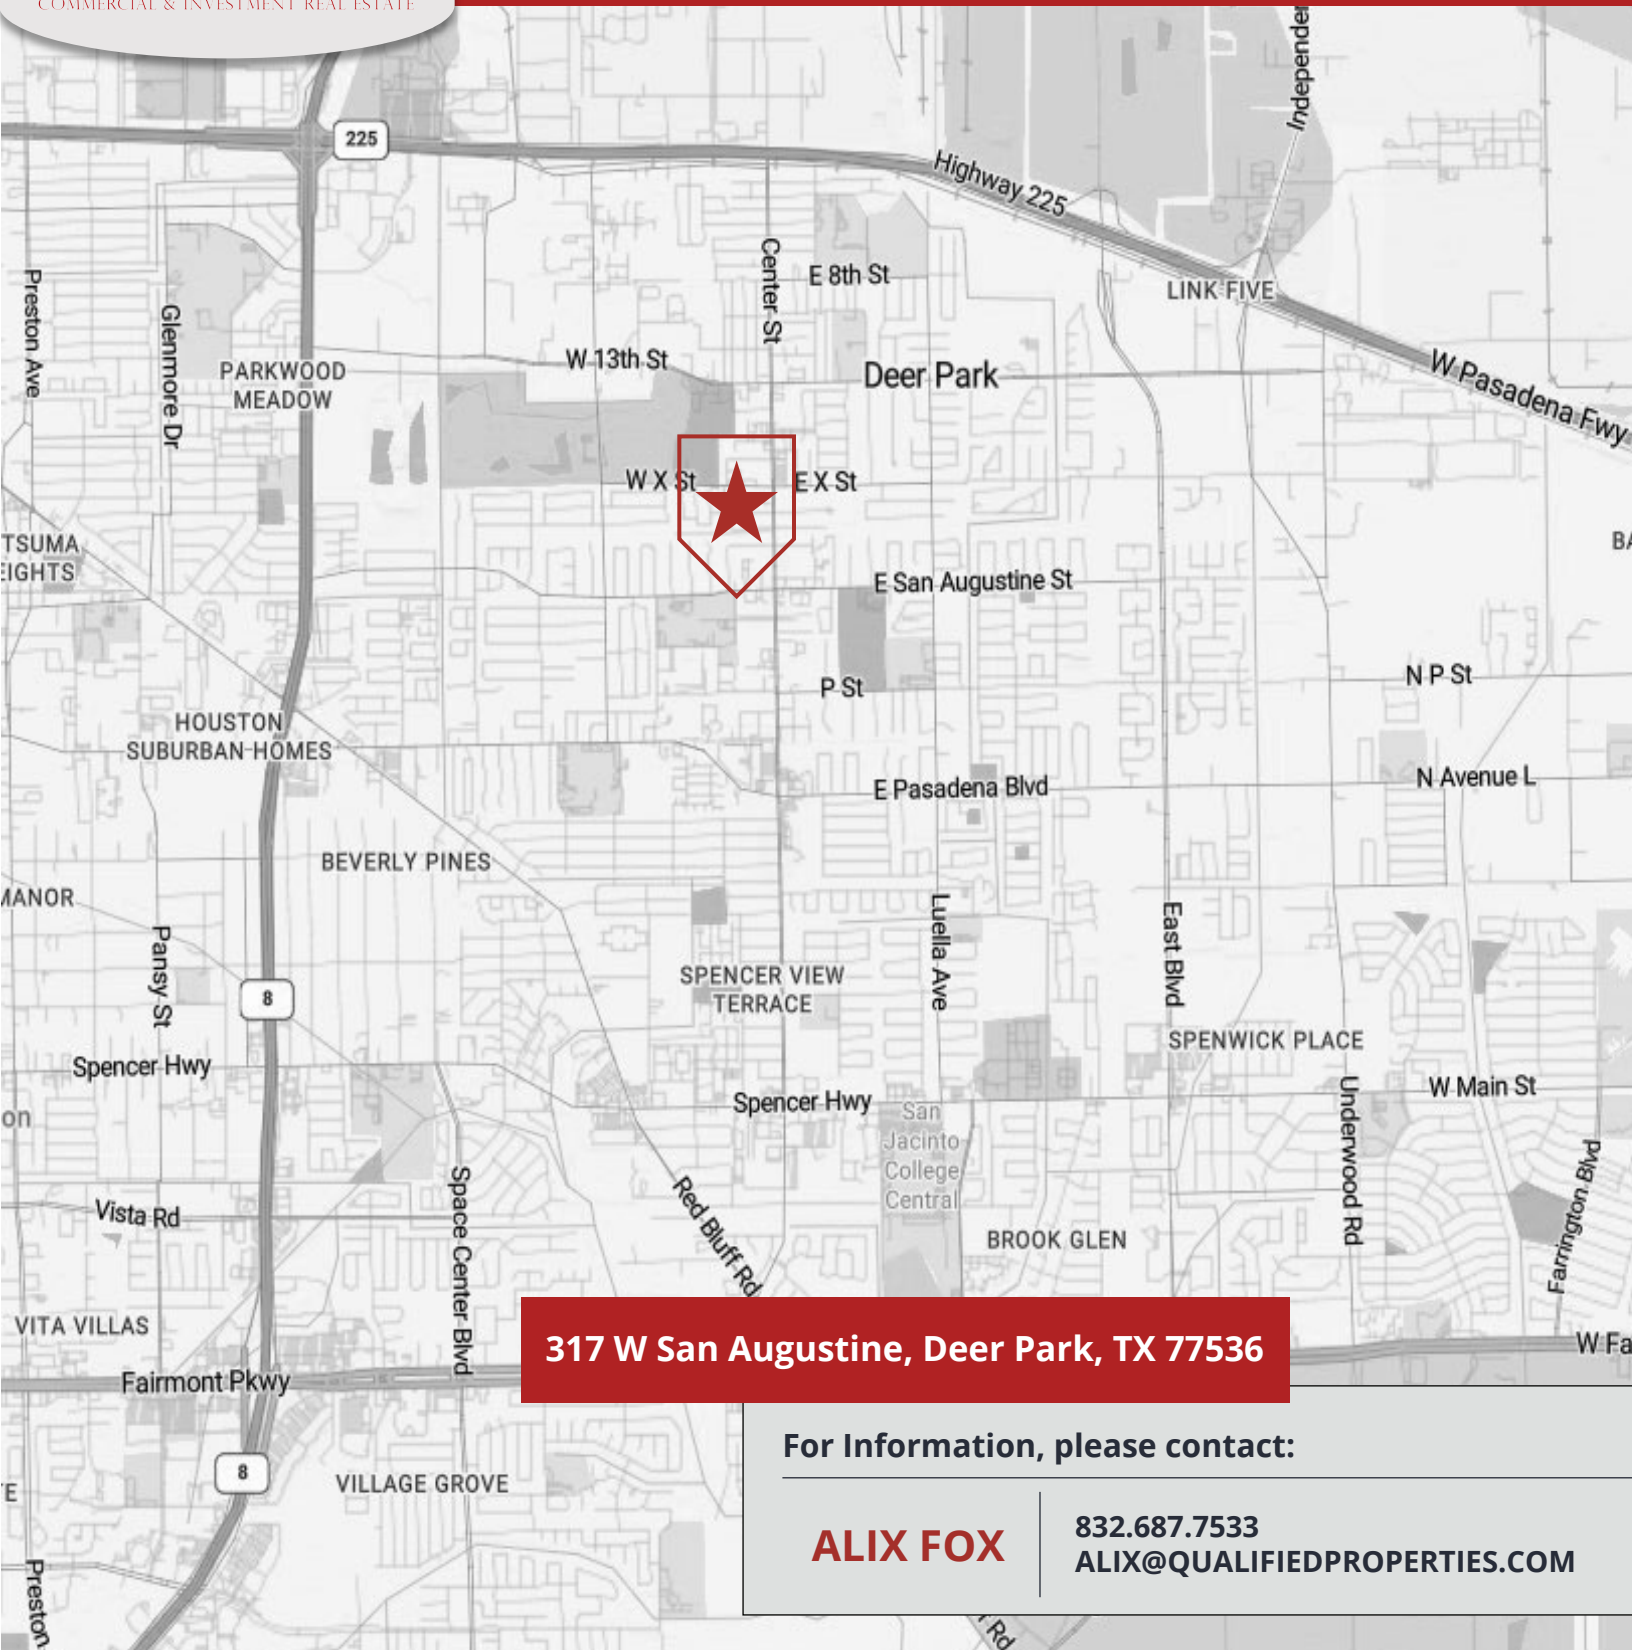 COMMERCIAL & INVESTMENT REAL ESTATE
225
Highway 225
Center St
E 8th St
LINK FIVE
Preston Ave
Glenmore Dr
W 13th St
PARKWOOD
MEADOW
Deer Park
W Pasadena Fwy
W X St
E X St
TSUMA
EIGHTS
E San Augustine St
N P St
P St
HOUSTON
SUBURBAN HOMES
E Pasadena Blvd
N Avenue L
BEVERLY PINES
MANOR
Luella Ave
East Blvd
Pansy St
SPENCER VIEW
TERRACE
8
SPENWICK PLACE
Spencer Hwy
Spencer Hwy
W Main St
Underwood Rd
on
San
Jacinto
College
Central
Space Center Blvd
Red Bluff Rd
Farrington Blvd
Vista Rd
BROOK GLEN
VITA VILLAS
317 W San Augustine, Deer Park, TX 77536
W Fa
Fairmont Pkwy
For Information, please contact:
8
VILLAGE GROVE
ALIX FOX
832.687.7533
ALIX@QUALIFIEDPROPERTIES.COM
Preston
Rd